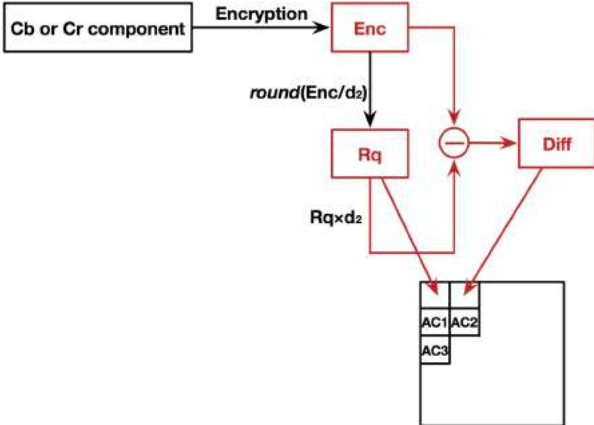 Cb or Cr component
Encryption
Enc
round(Enc/d₂)
Rq
Diff
Rq×d₂
AC1 AC2
AC3